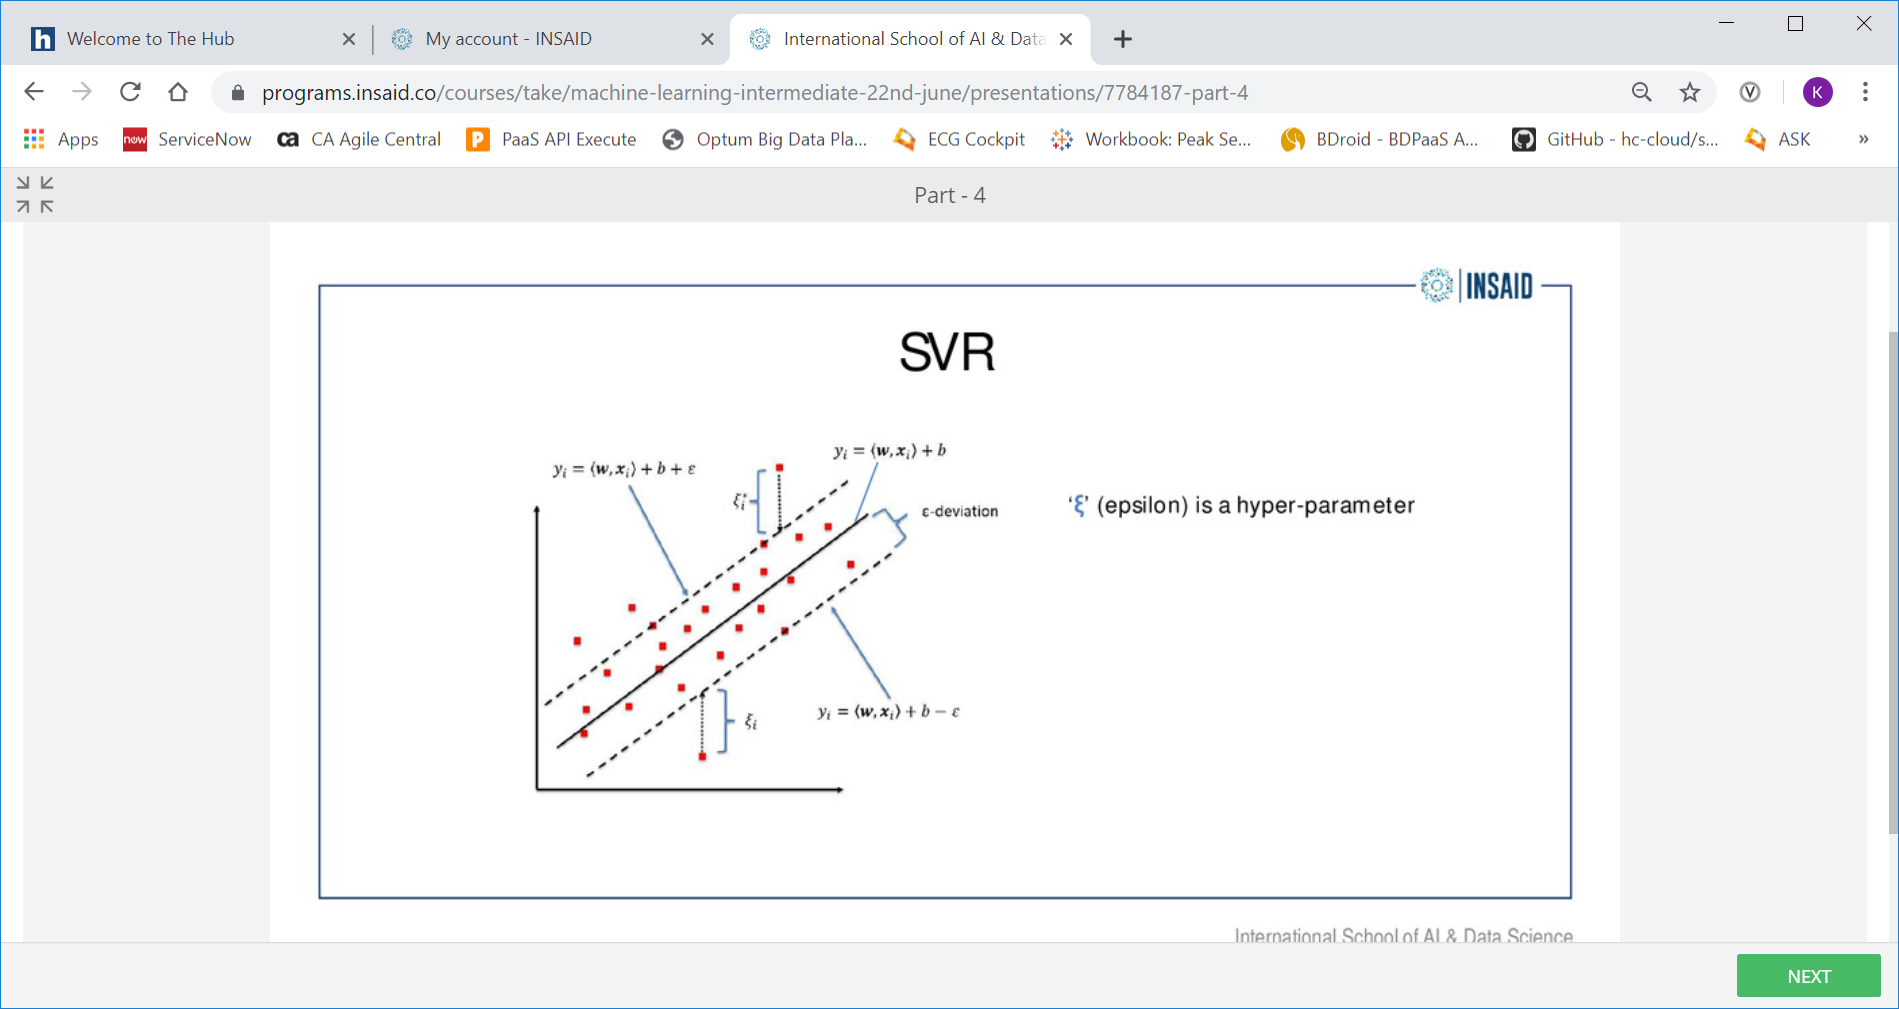 h Welcome to The Hub
My account - INSAID
International School of AI & Data
programs.insaid.co/courses/take/machine-learning-intermediate-22nd-june/presentations/7784187-part-4
V
K
Apps
now ServiceNow
ca CA Agile Central
P PaaS API Execute
Optum Big Data Pla...
ECG Cockpit
Workbook: Peak Se...
BDroid - BDPaaS A...
GitHub - hc-cloud/s...
ASK
»
Part - 4
INSAID
SVR
yᵢ = ⟨w,xᵢ⟩ + b
yᵢ = ⟨w,xᵢ⟩ + b + ε
ξᵢ*
ε-deviation
‘ξ’ (epsilon) is a hyper-parameter
yᵢ = ⟨w,xᵢ⟩ + b − ε
ξᵢ
International School of AI & Data Science
NEXT